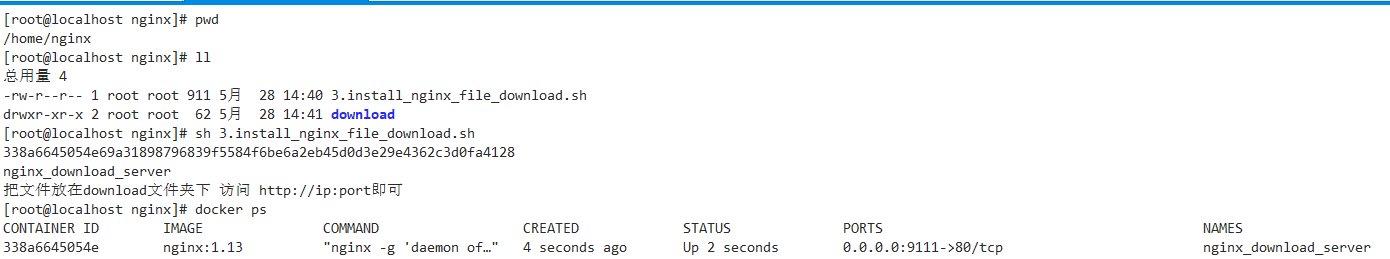 [root@localhost nginx]# pwd
/home/nginx
[root@localhost nginx]# ll
总用量 4
-rw-r--r-- 1 root root 911 5月  28 14:40 3.install_nginx_file_download.sh
drwxr-xr-x 2 root root  62 5月  28 14:41 download
[root@localhost nginx]# sh 3.install_nginx_file_download.sh
338a6645054e69a31898796839f5584f6be6a2eb45d0d3e29e4362c3d0fa4128
nginx_download_server
把文件放在download文件夹下 访问 http://ip:port即可
[root@localhost nginx]# docker ps
CONTAINER ID        IMAGE               COMMAND                  CREATED             STATUS              PORTS                                        NAMES
338a6645054e        nginx:1.13          "nginx -g 'daemon of…"   4 seconds ago       Up 2 seconds        0.0.0.0:9111->80/tcp                         nginx_download_server